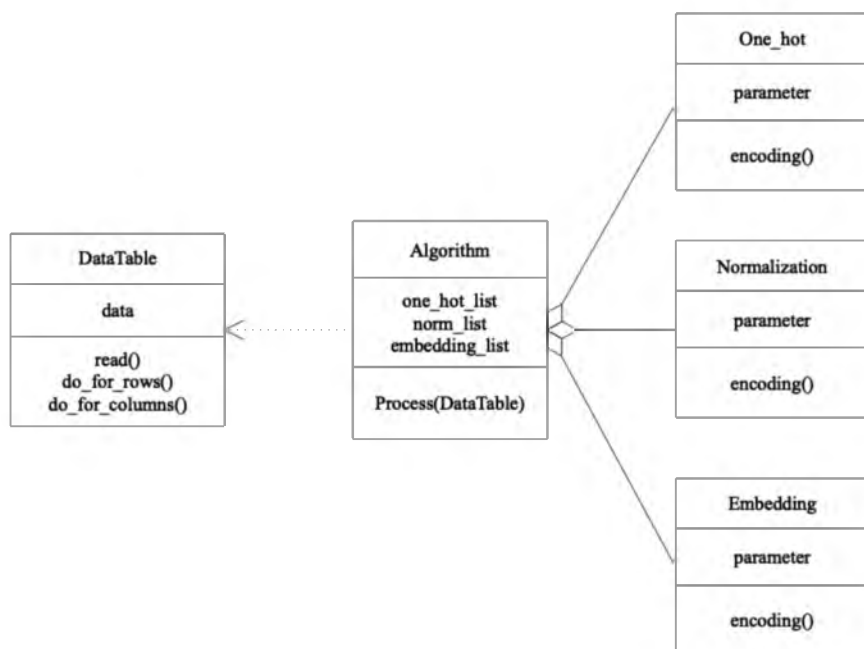 DataTable
data
read()
do_for_rows()
do_for_columns()
Algorithm
one_hot_list
norm_list
embedding_list
Process(DataTable)
One_hot
parameter
encoding()
Normalization
parameter
encoding()
Embedding
parameter
encoding()